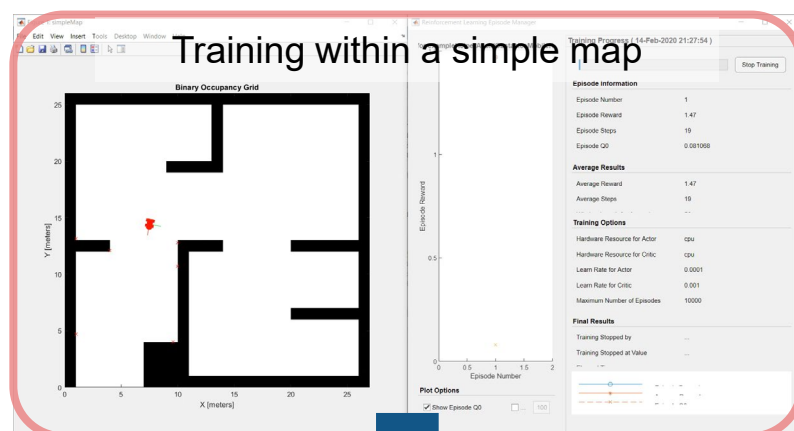 simpleMap
Reinforcement Learning Episode Manager
File Edit View Insert Tools Desktop Window
Training within a simple map
Training Progress ( 14-Feb-2020 21:27:54 )
Stop Training
Binary Occupancy Grid
25
20
15
10
5
0
0 5 10 15 20 25
Y [meters]
X [meters]
1
0.5
0
0 0.5 1 1.5 2
Episode Reward
Episode Number
Plot Options
Show Episode Q0
100
Episode Information
Episode Number 1
Episode Reward 1.47
Episode Steps 19
Episode Q0 0.081068
Average Results
Average Reward 1.47
Average Steps 19
Training Options
Hardware Resource for Actor cpu
Hardware Resource for Critic cpu
Learn Rate for Actor 0.0001
Learn Rate for Critic 0.001
Maximum Number of Episodes 10000
Final Results
Training Stopped by ...
Training Stopped at Value ...